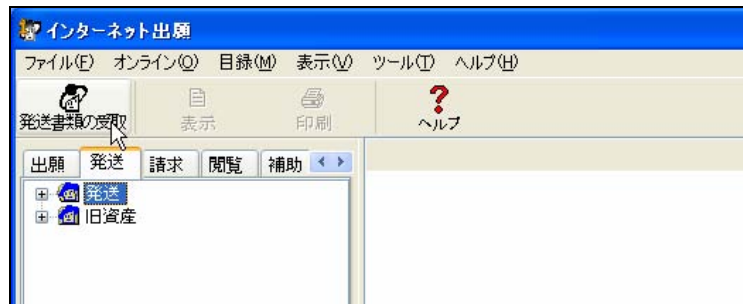 インターネット出願
ファイル(F) オンライン(O) 目録(M) 表示(V) ツール(T) ヘルプ(H)
発送書類の受取 表示 印刷 ヘルプ
出願 発送 請求 閲覧 補助
発送
旧資産